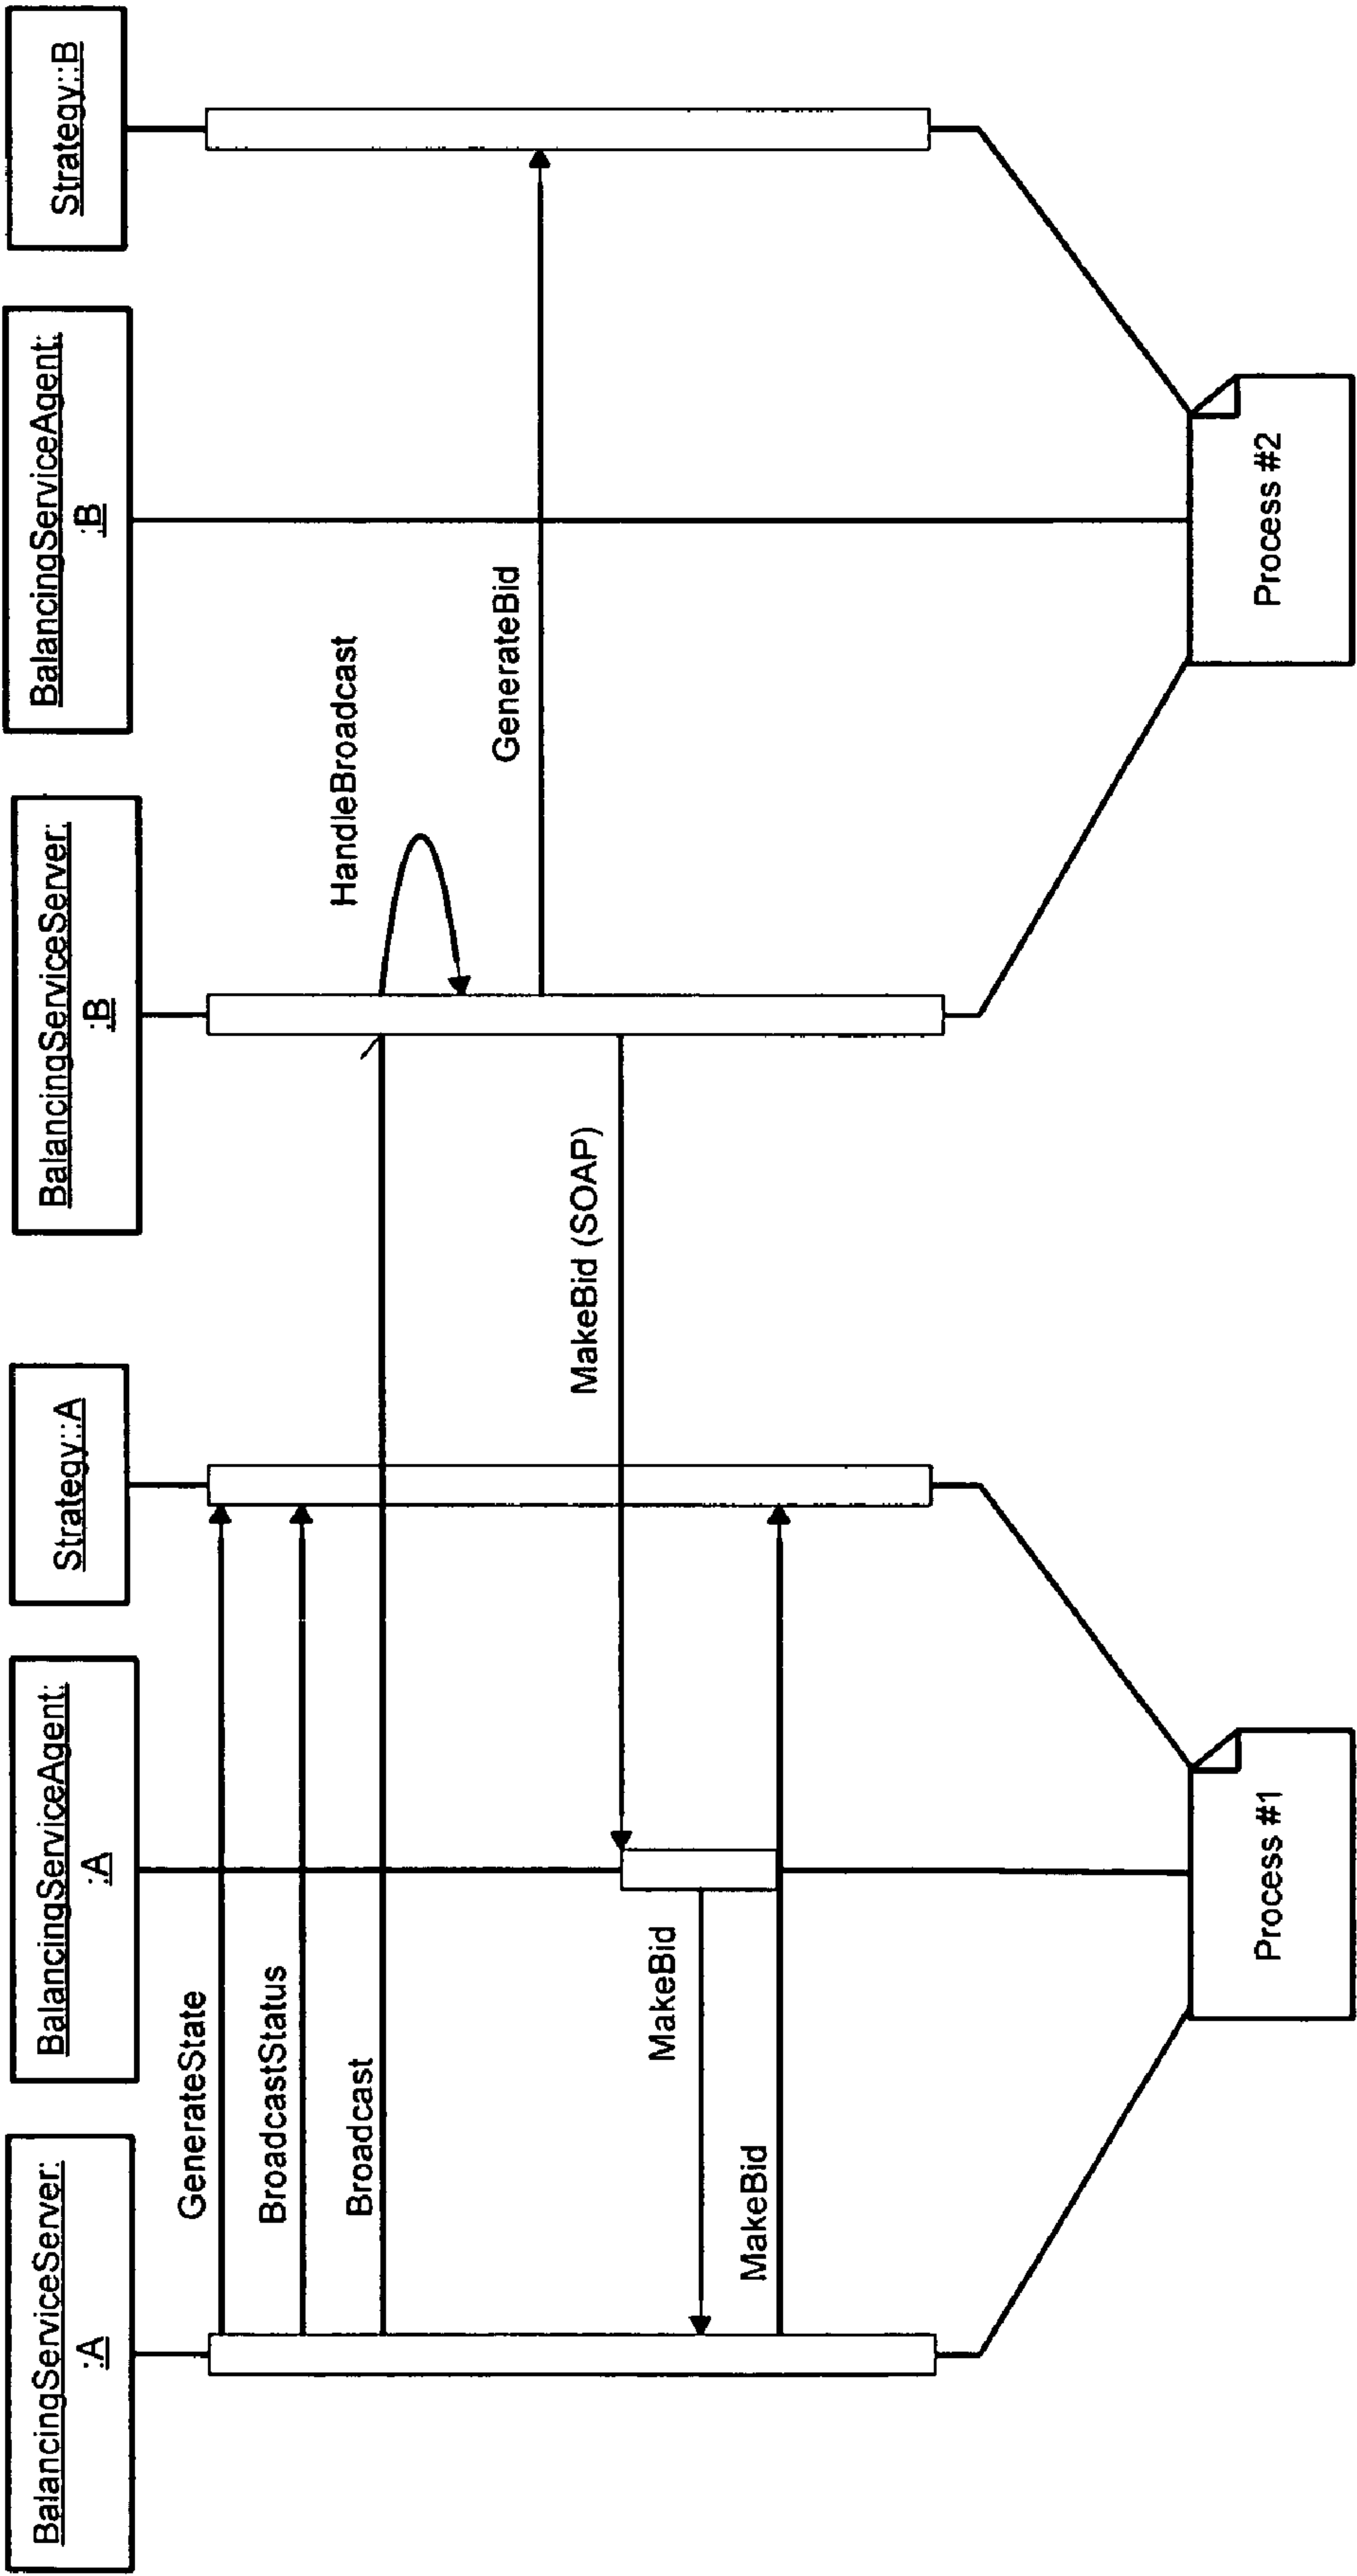 BalancingServiceServer:
:A
BalancingServiceAgent:
:A
Strategy::A
BalancingServiceServer:
:B
BalancingServiceAgent:
:B
Strategy::B
GenerateState
BroadcastStatus
Broadcast
HandleBroadcast
GenerateBid
MakeBid (SOAP)
MakeBid
MakeBid
Process #1
Process #2